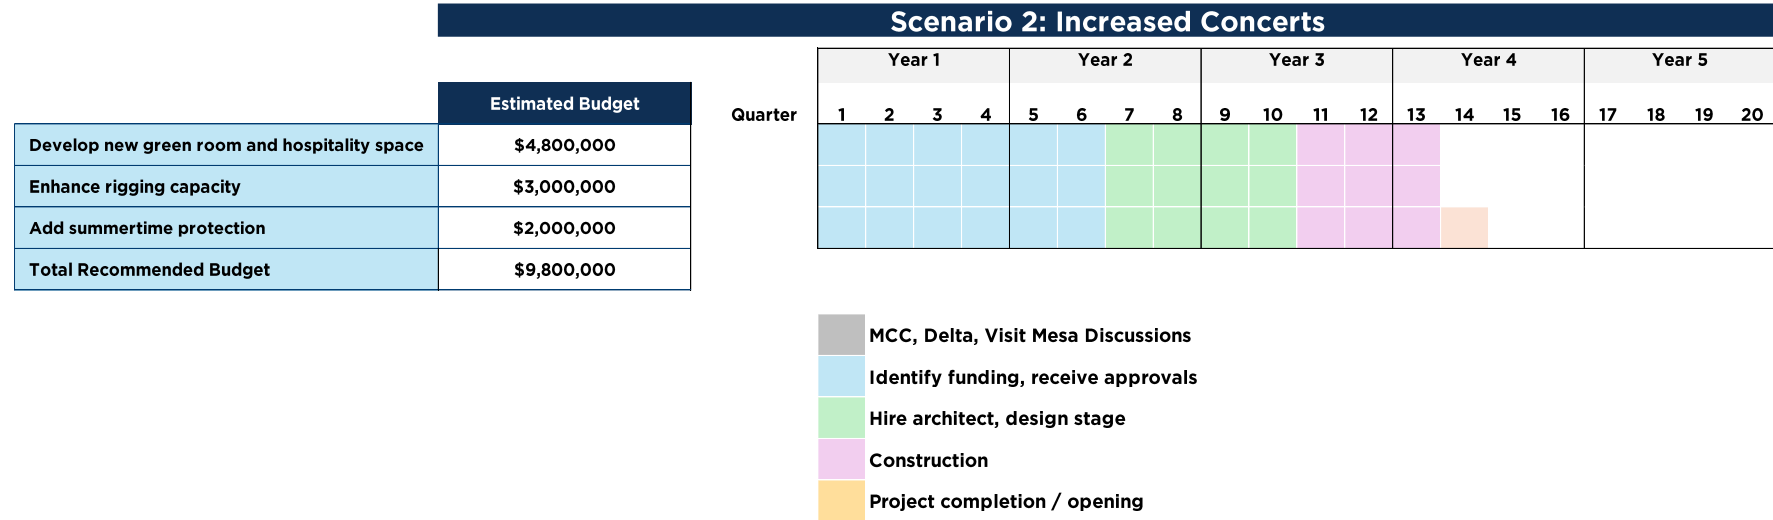 Scenario 2: Increased Concerts
Year 1 Year 2 Year 3 Year 4 Year 5
Estimated Budget
Quarter 1 2 3 4 5 6 7 8 9 10 11 12 13 14 15 16 17 18 19 20
Develop new green room and hospitality space $4,800,000
Enhance rigging capacity $3,000,000
Add summertime protection $2,000,000
Total Recommended Budget $9,800,000
MCC, Delta, Visit Mesa Discussions
Identify funding, receive approvals
Hire architect, design stage
Construction
Project completion / opening